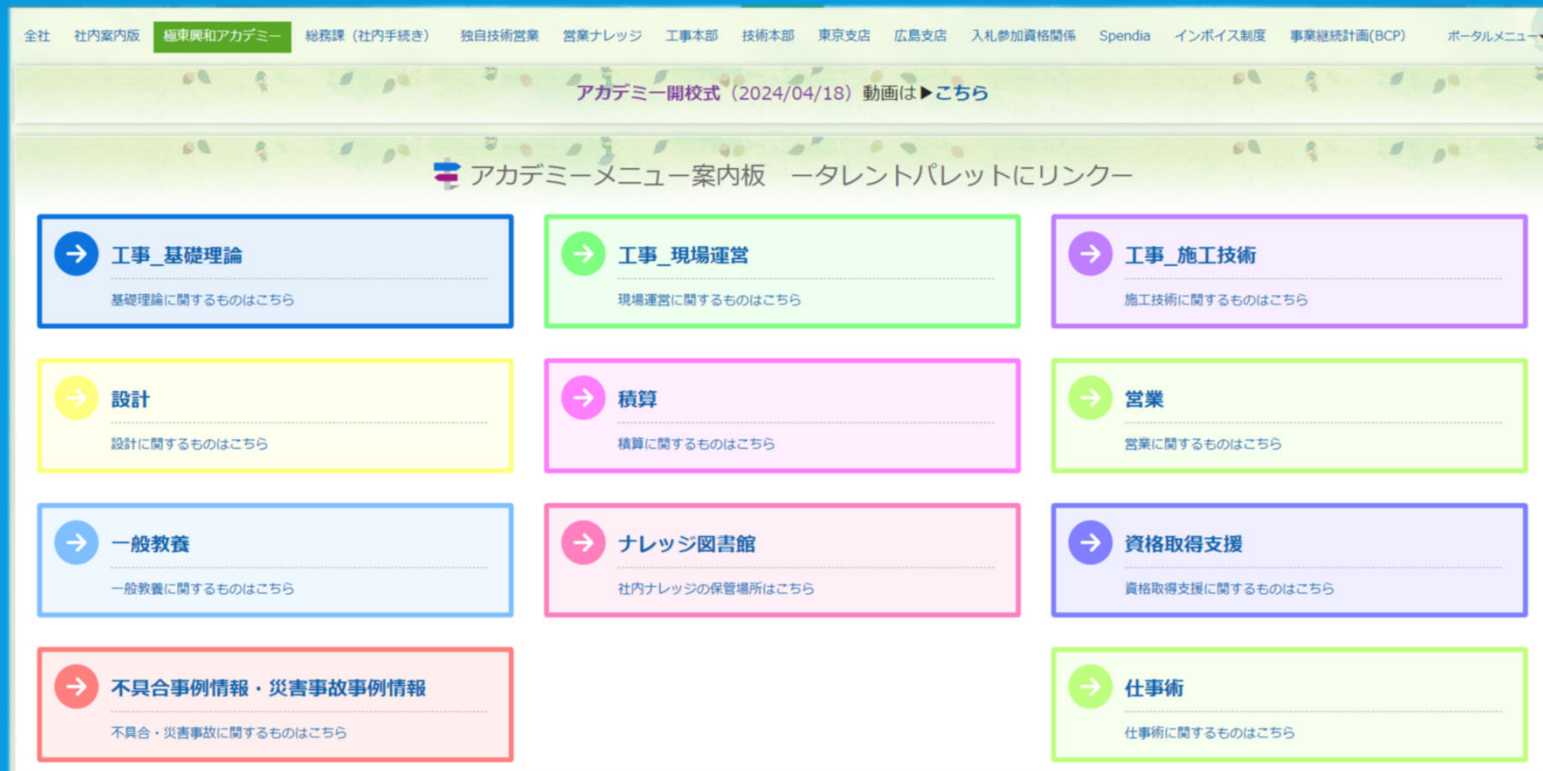 全社 社内案内版 極東興和アカデミー 総務課（社内手続き） 独自技術営業 営業ナレッジ 工事本部 技術本部 東京支店 広島支店 入札参加資格関係 Spendia インボイス制度 事業継続計画(BCP) ポータルメニュー
アカデミー開校式（2024/04/18）動画は▶こちら
アカデミーメニュー案内板　ータレントパレットにリンクー
工事_基礎理論
基礎理論に関するものはこちら
工事_現場運営
現場運営に関するものはこちら
工事_施工技術
施工技術に関するものはこちら
設計
設計に関するものはこちら
積算
積算に関するものはこちら
営業
営業に関するものはこちら
一般教養
一般教養に関するものはこちら
ナレッジ図書館
社内ナレッジの保管場所はこちら
資格取得支援
資格取得支援に関するものはこちら
不具合事例情報・災害事故事例情報
不具合・災害事故に関するものはこちら
仕事術
仕事術に関するものはこちら